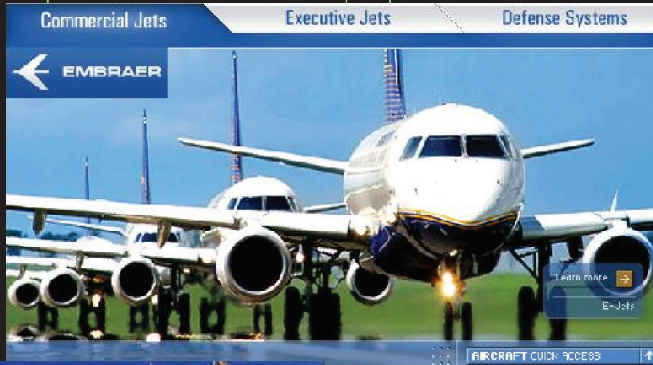 Commercial Jets
Executive Jets
Defense Systems
EMBRAER
Learn more
E-Jets
AIRCRAFT QUICK ACCESS